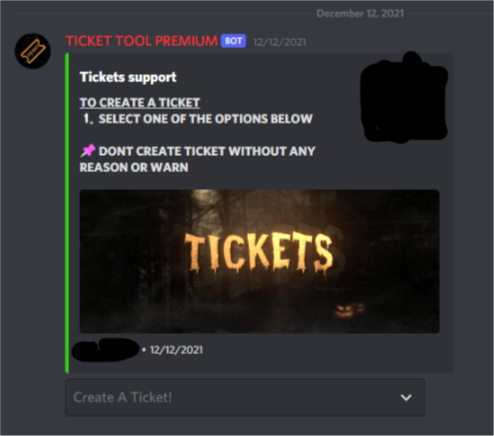 December 12, 2021
TICKET TOOL PREMIUM BOT 12/12/2021
Tickets support
TO CREATE A TICKET
1. SELECT ONE OF THE OPTIONS BELOW
📌 DONT CREATE TICKET WITHOUT ANY
REASON OR WARN
TICKETS
• 12/12/2021
Create A Ticket!